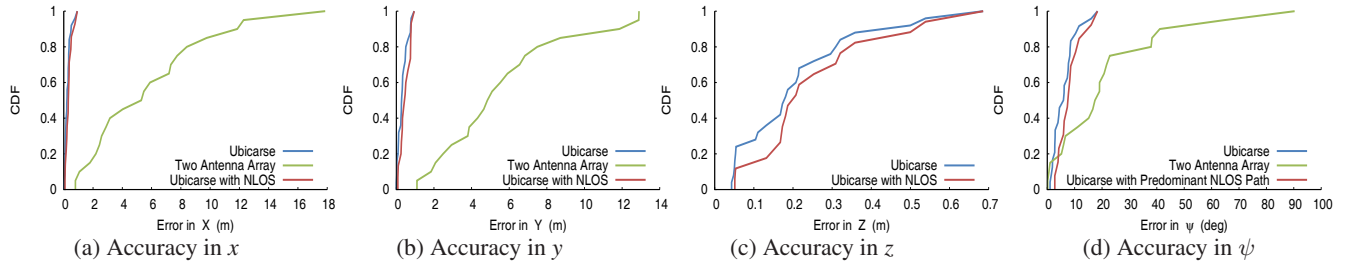 CDF
1
0.8
0.6
0.4
0.2
0
Ubicarse
Two Antenna Array
Ubicarse with NLOS
0 2 4 6 8 10 12 14 16 18
Error in X (m)
(a) Accuracy in x
CDF
1
0.8
0.6
0.4
0.2
0
Ubicarse
Two Antenna Array
Ubicarse with NLOS
0 2 4 6 8 10 12 14
Error in Y (m)
(b) Accuracy in y
CDF
1
0.8
0.6
0.4
0.2
0
Ubicarse
Ubicarse with NLOS
0 0.1 0.2 0.3 0.4 0.5 0.6 0.7
Error in Z (m)
(c) Accuracy in z
CDF
1
0.8
0.6
0.4
0.2
0
Ubicarse
Two Antenna Array
Ubicarse with Predominant NLOS Path
0 10 20 30 40 50 60 70 80 90 100
Error in ψ (deg)
(d) Accuracy in ψ